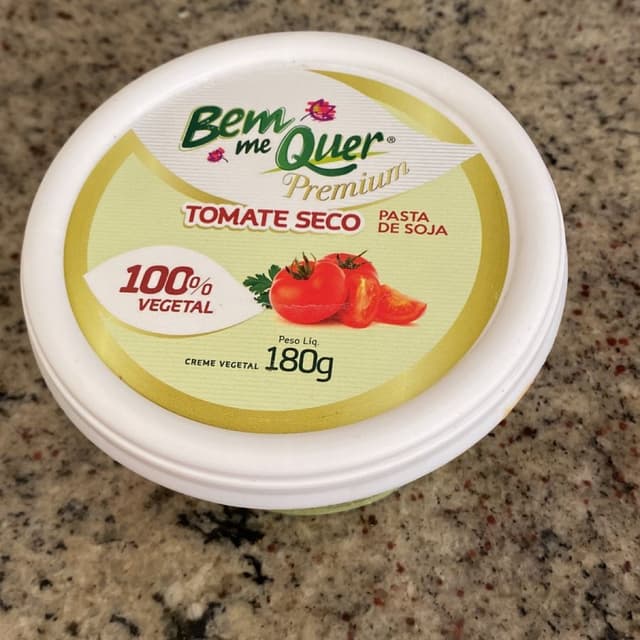 Bem
me Quer®
Premium
TOMATE SECO
PASTA
DE SOJA
100%
VEGETAL
Peso Líq.
CREME VEGETAL 180g